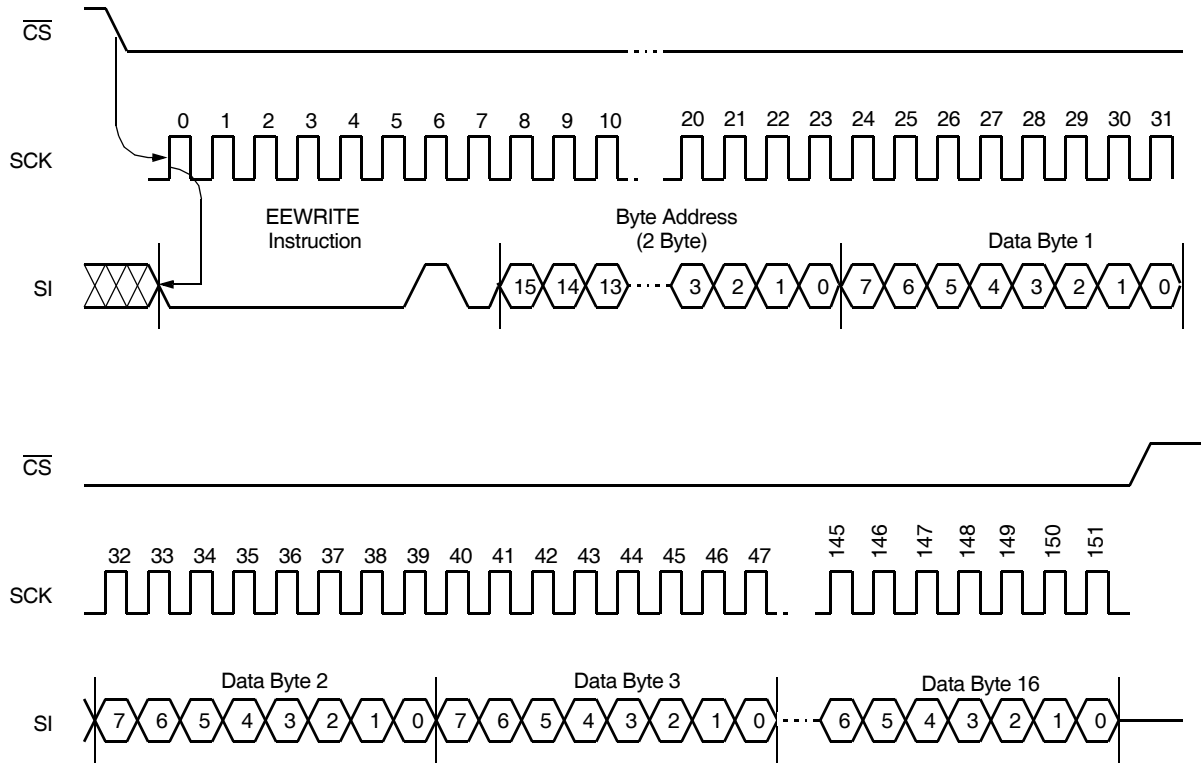 CS
0 1 2 3 4 5 6 7 8 9 10 20 21 22 23 24 25 26 27 28 29 30 31
SCK
EEWRITE
Instruction
Byte Address
(2 Byte)
Data Byte 1
SI
15 14 13 3 2 1 0 7 6 5 4 3 2 1 0
CS
32 33 34 35 36 37 38 39 40 41 42 43 44 45 46 47 145 146 147 148 149 150 151
SCK
Data Byte 2 Data Byte 3 Data Byte 16
SI
7 6 5 4 3 2 1 0 7 6 5 4 3 2 1 0 6 5 4 3 2 1 0